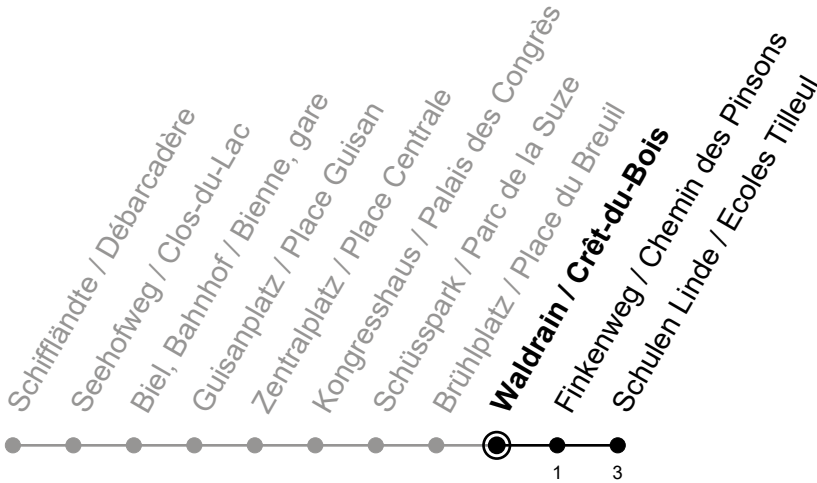 Schiffländte / Débarcadère
Seehofweg / Clos-du-Lac
Biel, Bahnhof / Bienne, gare
Guisanplatz / Place Guisan
Zentralplatz / Place Centrale
Kongresshaus / Palais des Congrès
Schüsspark / Parc de la Suze
Brühlplatz / Place du Breuil
Waldrain / Crêt-du-Bois
Finkenweg / Chemin des Pinsons
Schulen Linde / Ecoles Tilleul
1
3